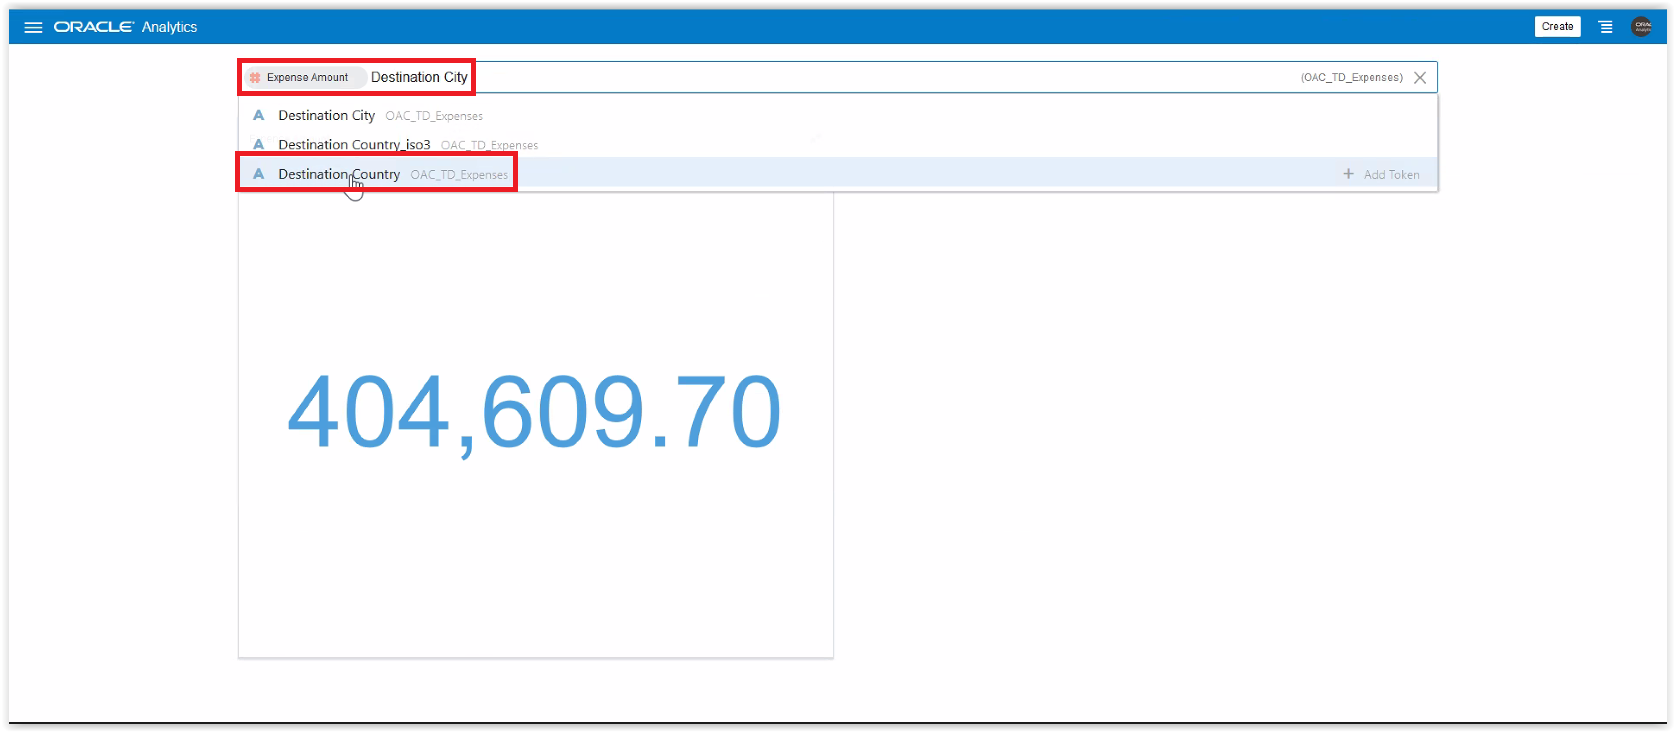 ORACLE Analytics Create
# Expense Amount Destination City (OAC_TD_Expenses)
A Destination City OAC_TD_Expenses
A Destination Country_iso3 OAC_TD_Expenses
A Destination Country OAC_TD_Expenses + Add Token
404,609.70